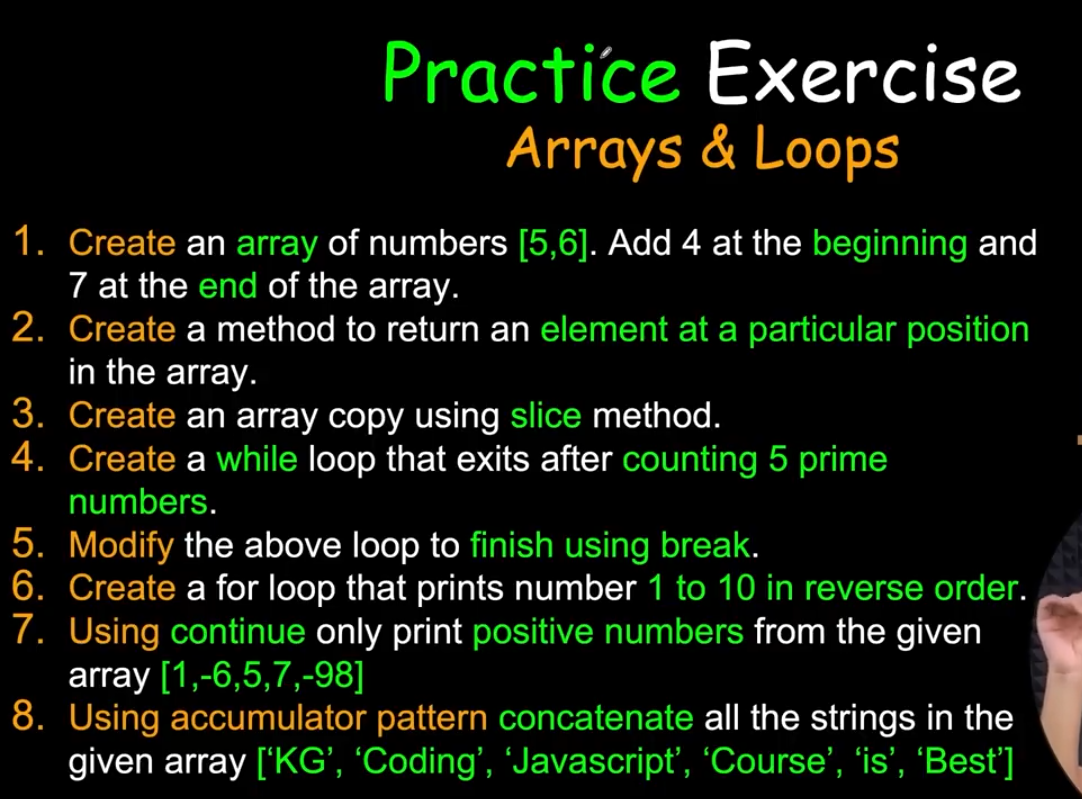 Practice Exercise
Arrays & Loops
1. Create an array of numbers [5,6]. Add 4 at the beginning and
7 at the end of the array.
2. Create a method to return an element at a particular position
in the array.
3. Create an array copy using slice method.
4. Create a while loop that exits after counting 5 prime
numbers.
5. Modify the above loop to finish using break.
6. Create a for loop that prints number 1 to 10 in reverse order.
7. Using continue only print positive numbers from the given
array [1,-6,5,7,-98]
8. Using accumulator pattern concatenate all the strings in the
given array [‘KG’, ‘Coding’, ‘Javascript’, ‘Course’, ‘is’, ‘Best’]